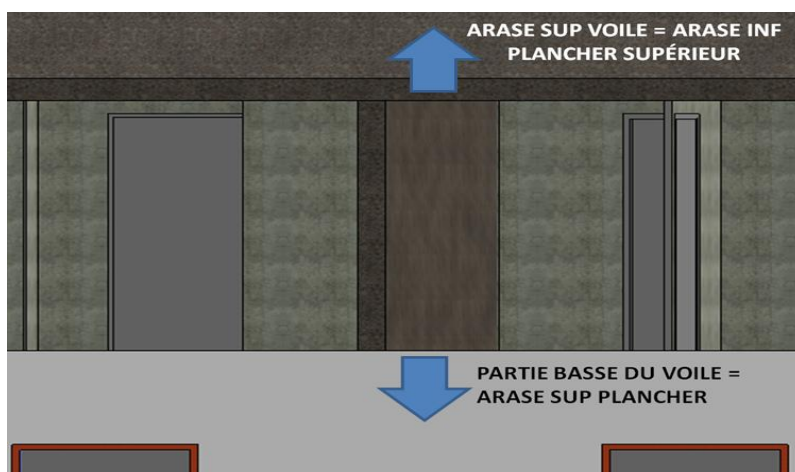 ARASE SUP VOILE = ARASE INF
PLANCHER SUPÉRIEUR
PARTIE BASSE DU VOILE =
ARASE SUP PLANCHER